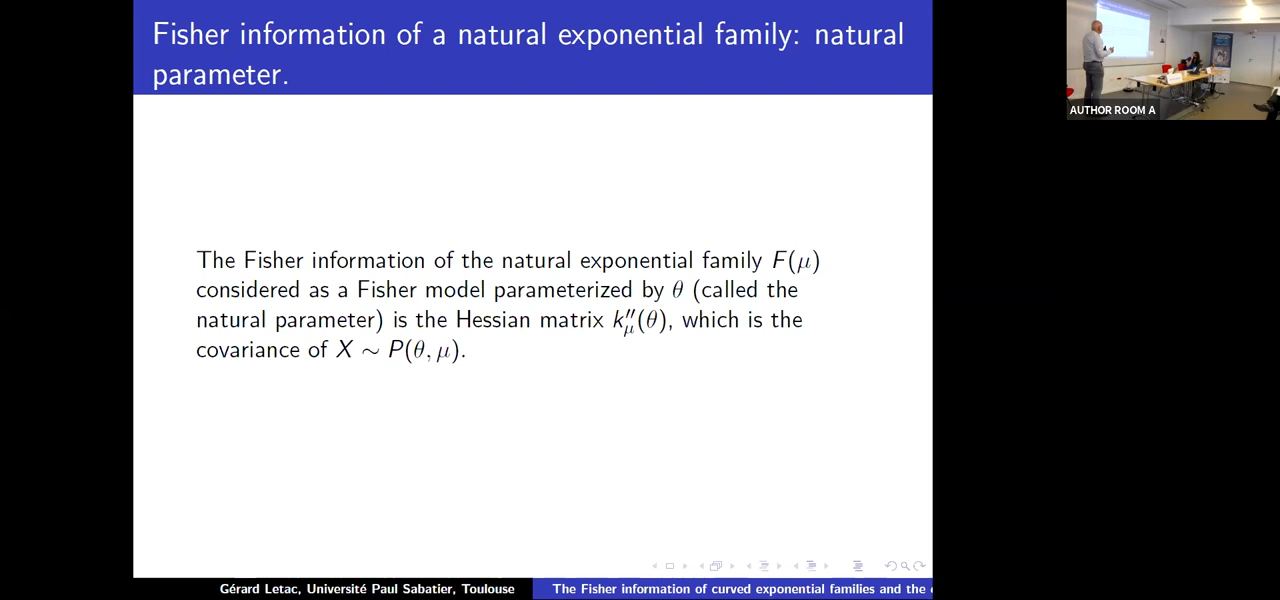 Fisher information of a natural exponential family: natural
parameter.
AUTHOR ROOM A
The Fisher information of the natural exponential family F(μ)
considered as a Fisher model parameterized by θ (called the
natural parameter) is the Hessian matrix k″_μ(θ), which is the
covariance of X ∼ P(θ, μ).
Gérard Letac, Université Paul Sabatier, Toulouse
The Fisher information of curved exponential families and the